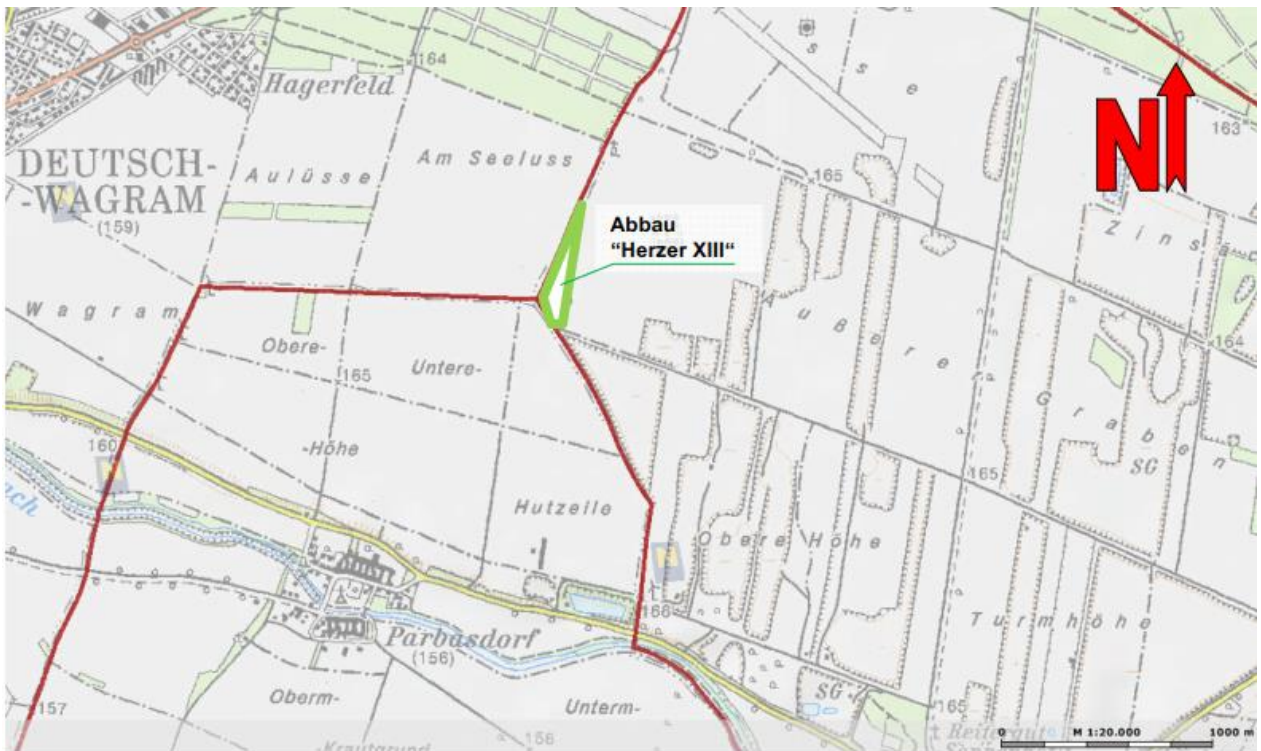 164
Hagerfeld
163
DEUTSCH-
-WAGRAM
(159)
Aulüsse
Am Seeluss
165
N
Abbau
“Herzer XIII“
Wagram
Obere-
Untere-
165
-Höhe
Äußerer
164
Graben
160
165
SG
Hutzeile
Obere Höhe
166
Turmhöhe
Parbasdorf
(156)
Oberm-
Unterm-
SG
157
156
165
0 M 1:20.000 1000 m